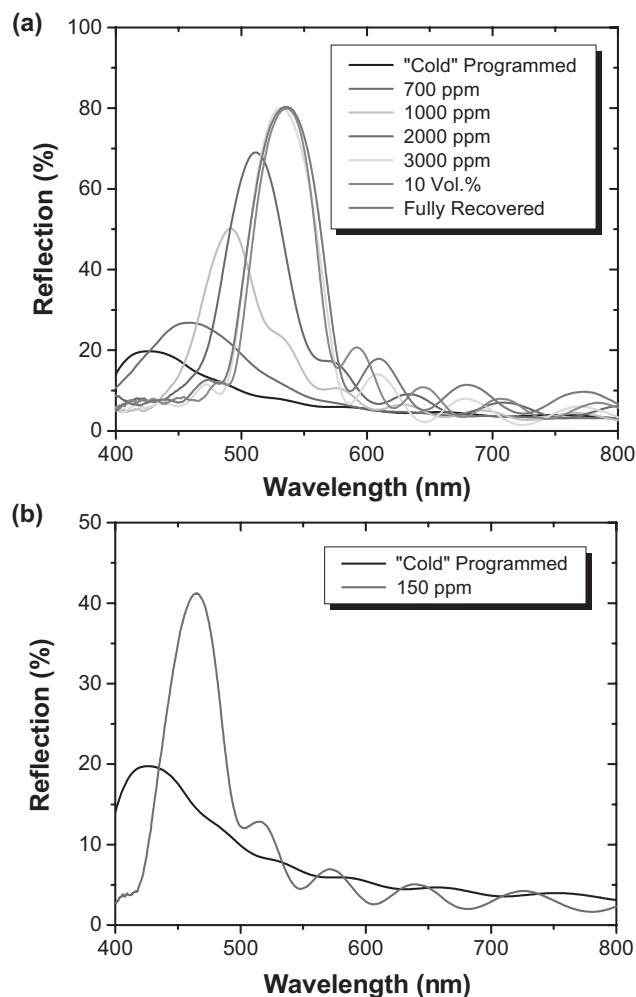 (a)
100
80
60
40
20
0
Reflection (%)
"Cold" Programmed
700 ppm
1000 ppm
2000 ppm
3000 ppm
10 Vol.%
Fully Recovered
400 500 600 700 800
Wavelength (nm)
(b)
50
40
30
20
10
0
Reflection (%)
"Cold" Programmed
150 ppm
400 500 600 700 800
Wavelength (nm)